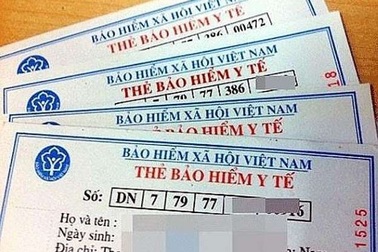 BẢO HIỂM XÃ HỘI VIỆT NAM
THẺ BẢO HIỂM Y TẾ
386 00472
BẢO HIỂM XÃ HỘI VIỆT NAM
THẺ BẢO HIỂM Y TẾ
7 79 77 386
18
BẢO HIỂM XÃ HỘI VIỆT NAM
THẺ BẢO HIỂM Y TẾ
BẢO HIỂM XÃ HỘI VIỆT NAM
THẺ BẢO HIỂM Y TẾ
Số: DN 7 79 77
Họ và tên :
Ngày sinh:
Địa chỉ:
1525